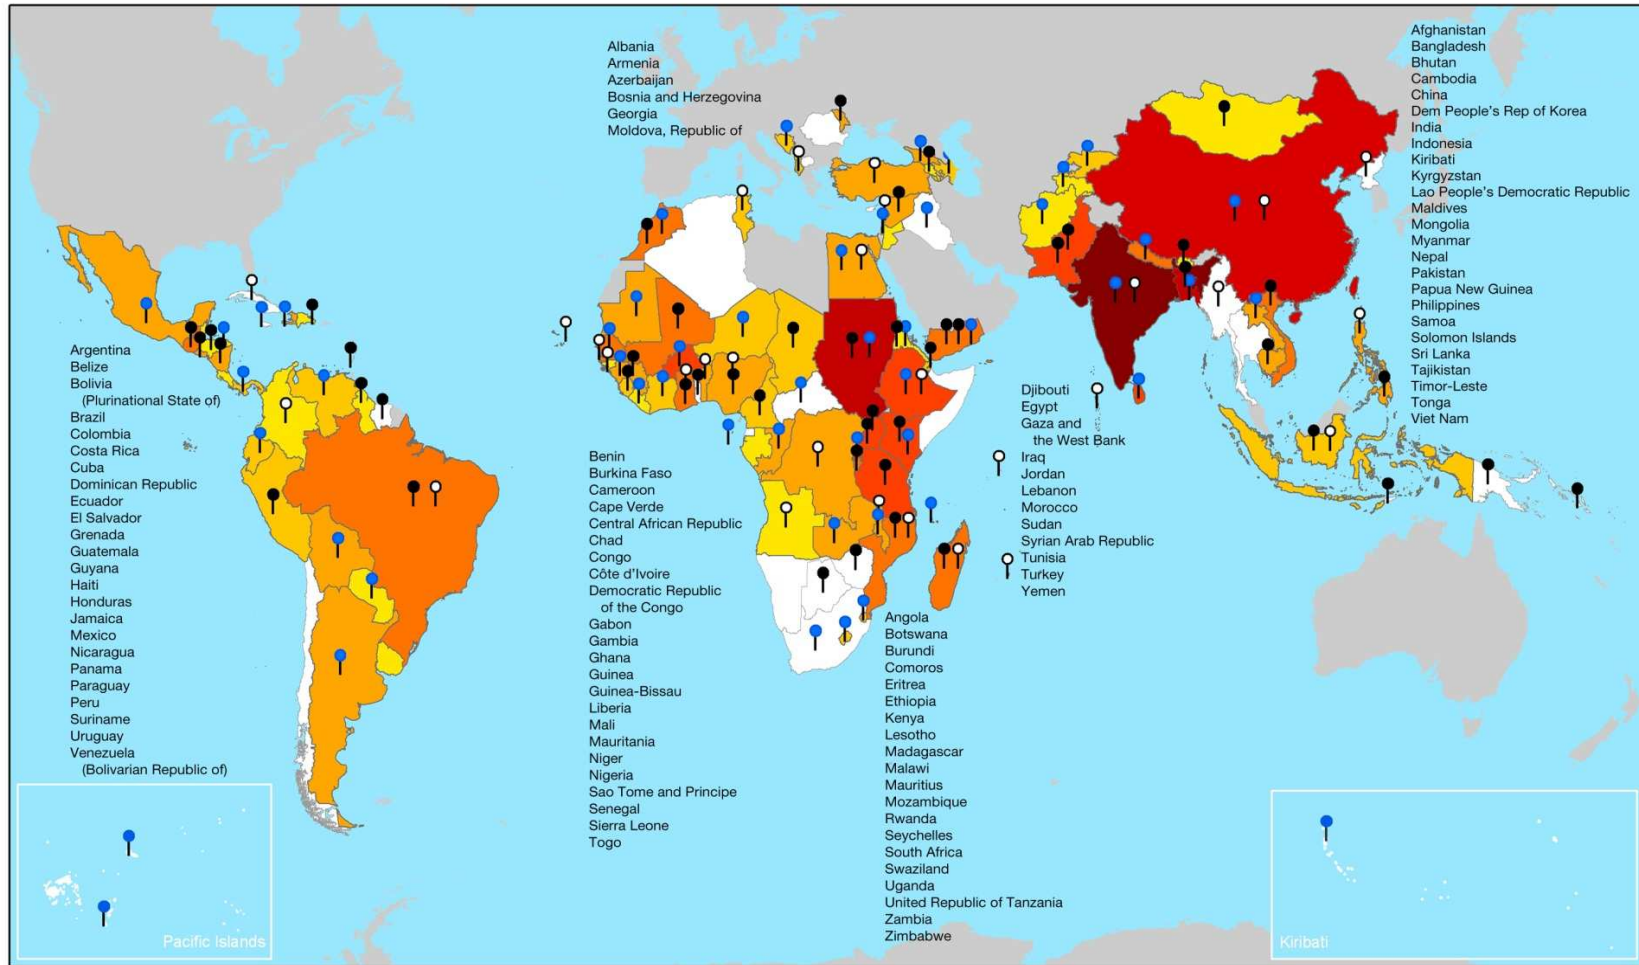 Albania
Armenia
Azerbaijan
Bosnia and Herzegovina
Georgia
Moldova, Republic of
Afghanistan
Bangladesh
Bhutan
Cambodia
China
Dem People's Rep of Korea
India
Indonesia
Kiribati
Kyrgyzstan
Lao People's Democratic Republic
Maldives
Mongolia
Myanmar
Nepal
Pakistan
Papua New Guinea
Philippines
Samoa
Solomon Islands
Sri Lanka
Tajikistan
Timor-Leste
Tonga
Viet Nam
Argentina
Belize
Bolivia
(Plurinational State of)
Brazil
Colombia
Costa Rica
Cuba
Dominican Republic
Ecuador
El Salvador
Grenada
Guatemala
Guyana
Haiti
Honduras
Jamaica
Mexico
Nicaragua
Panama
Paraguay
Peru
Suriname
Uruguay
Venezuela
(Bolivarian Republic of)
Benin
Burkina Faso
Cameroon
Cape Verde
Central African Republic
Chad
Congo
Côte d'Ivoire
Democratic Republic
of the Congo
Gabon
Gambia
Ghana
Guinea
Guinea-Bissau
Liberia
Mali
Mauritania
Niger
Nigeria
Sao Tome and Principe
Senegal
Sierra Leone
Togo
Djibouti
Egypt
Gaza and
the West Bank
Iraq
Jordan
Lebanon
Morocco
Sudan
Syrian Arab Republic
Tunisia
Turkey
Yemen
Angola
Botswana
Burundi
Comoros
Eritrea
Ethiopia
Kenya
Lesotho
Madagascar
Malawi
Mauritius
Mozambique
Rwanda
Seychelles
South Africa
Swaziland
Uganda
United Republic of Tanzania
Zambia
Zimbabwe
Pacific Islands
Kiribati